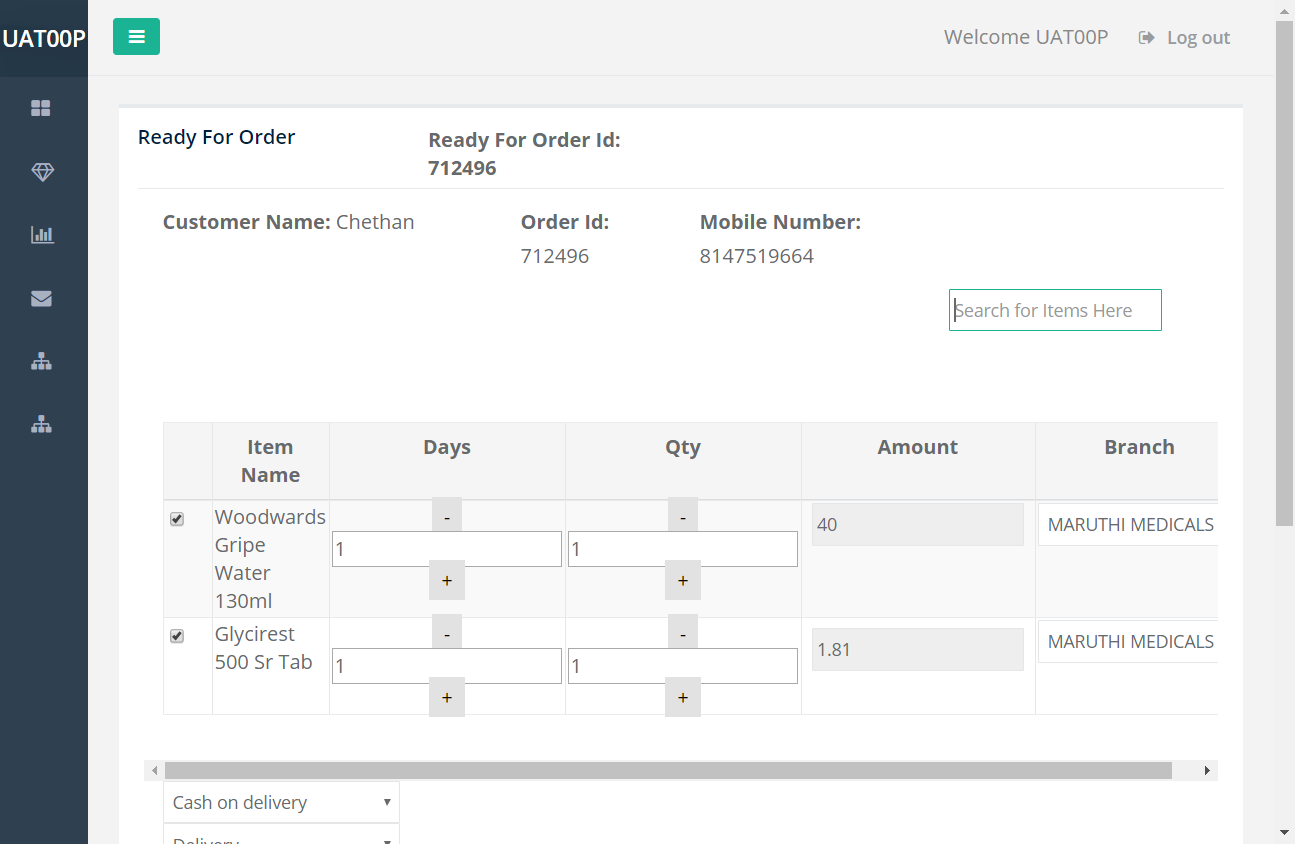 UAT00P
Welcome UAT00P
Log out
Ready For Order
Ready For Order Id:
712496
Customer Name: Chethan
Order Id:
712496
Mobile Number:
8147519664
Search for Items Here
Item
Name
Days
Qty
Amount
Branch
Woodwards
Gripe
Water
130ml
-
1
+
-
1
+
40
MARUTHI MEDICALS
Glycirest
500 Sr Tab
-
1
+
-
1
+
1.81
MARUTHI MEDICALS
Cash on delivery
Delivery